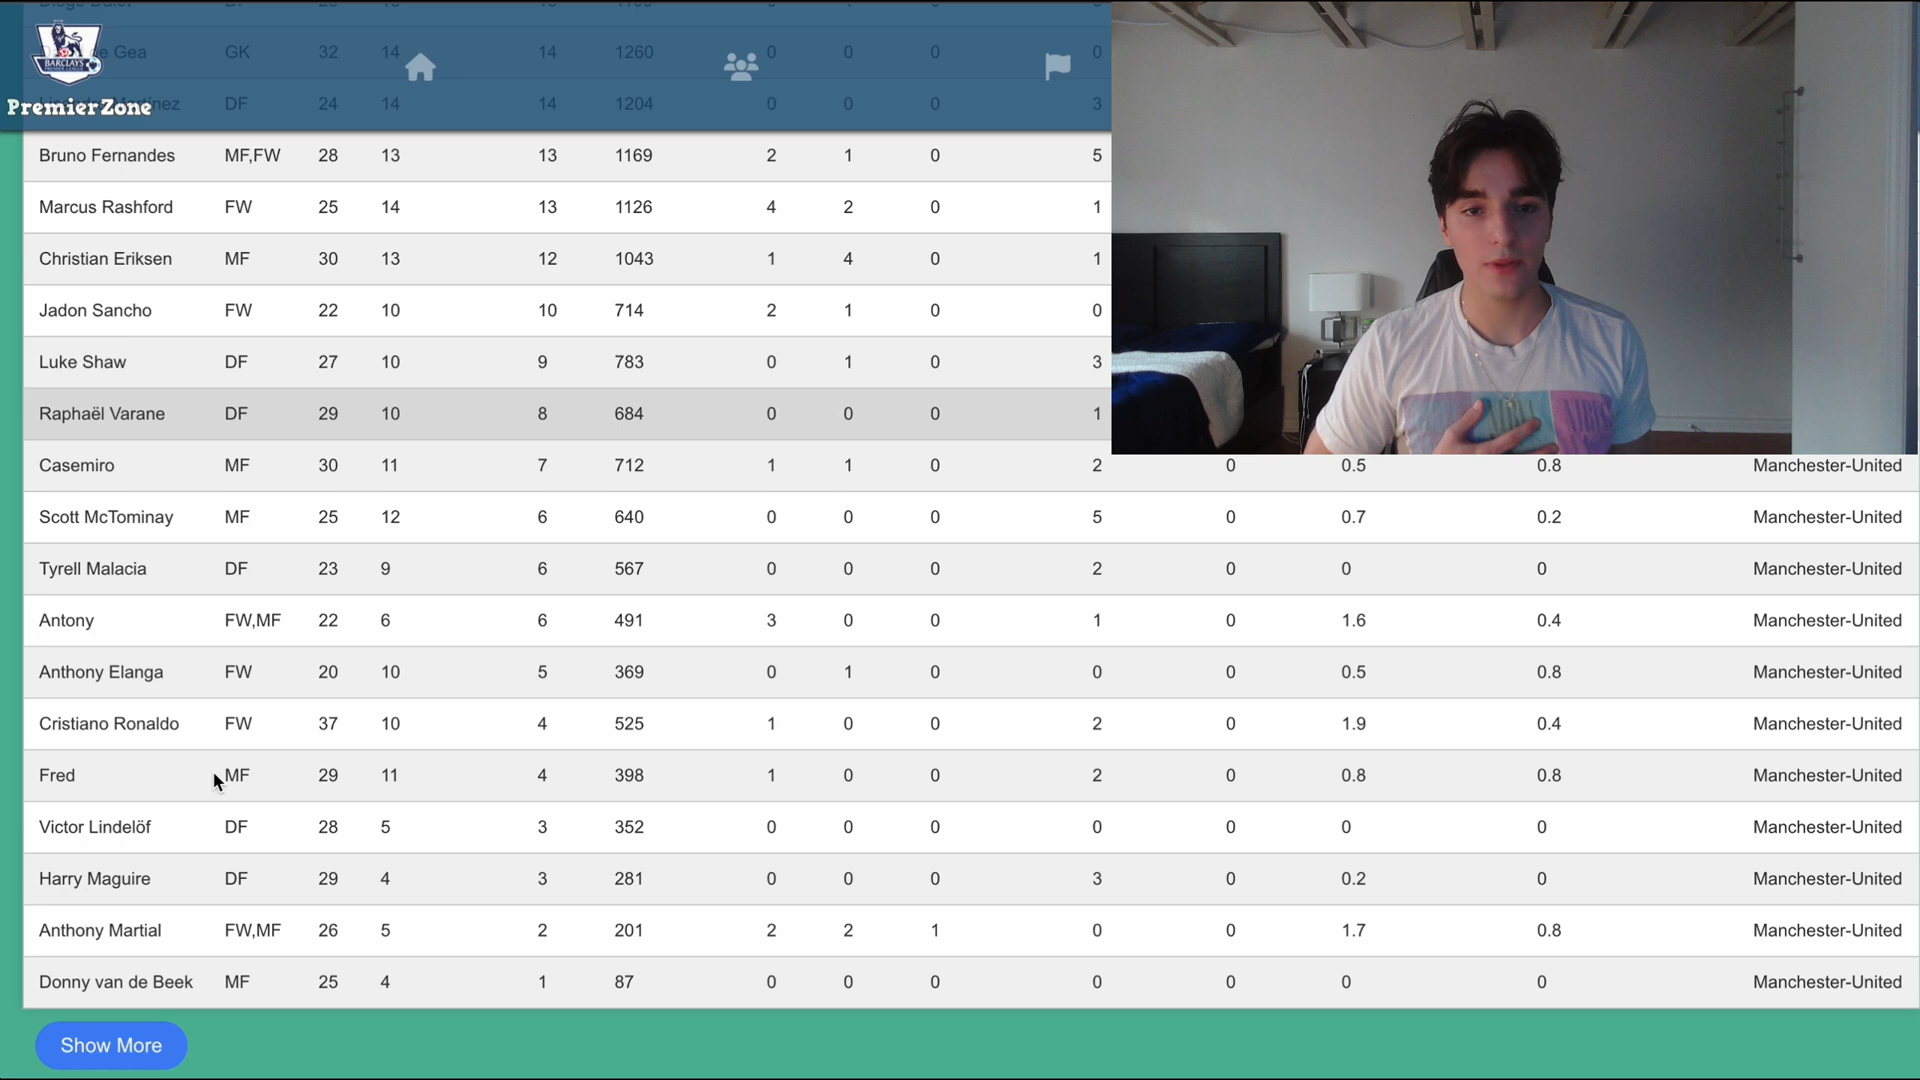 BARCLAYS
PremierZone
de Gea GK 32 14 14 1260 0 0 0 0
DF 24 14 14 1204 0 0 0 3
Bruno Fernandes MF,FW 28 13 13 1169 2 1 0 5
Marcus Rashford FW 25 14 13 1126 4 2 0 1
Christian Eriksen MF 30 13 12 1043 1 4 0 1
Jadon Sancho FW 22 10 10 714 2 1 0 0
Luke Shaw DF 27 10 9 783 0 1 0 3
Raphaël Varane DF 29 10 8 684 0 0 0 1
Casemiro MF 30 11 7 712 1 1 0 2 0 0.5 0.8 Manchester-United
Scott McTominay MF 25 12 6 640 0 0 0 5 0 0.7 0.2 Manchester-United
Tyrell Malacia DF 23 9 6 567 0 0 0 2 0 0 0 Manchester-United
Antony FW,MF 22 6 6 491 3 0 0 1 0 1.6 0.4 Manchester-United
Anthony Elanga FW 20 10 5 369 0 1 0 0 0 0.5 0.8 Manchester-United
Cristiano Ronaldo FW 37 10 4 525 1 0 0 2 0 1.9 0.4 Manchester-United
Fred MF 29 11 4 398 1 0 0 2 0 0.8 0.8 Manchester-United
Victor Lindelöf DF 28 5 3 352 0 0 0 0 0 0 0 Manchester-United
Harry Maguire DF 29 4 3 281 0 0 0 3 0 0.2 0 Manchester-United
Anthony Martial FW,MF 26 5 2 201 2 2 1 0 0 1.7 0.8 Manchester-United
Donny van de Beek MF 25 4 1 87 0 0 0 0 0 0 0 Manchester-United
Show More